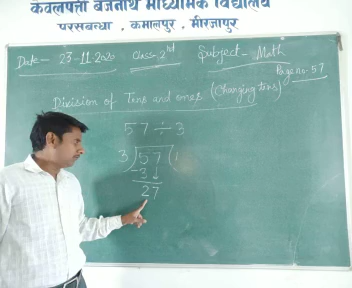 केवलपत्ती बैजनाथ माध्यमिक विद्यालय
परसबन्धा , कमालपुर , मीरजापुर
Date - 23-11-2020 Class - 2nd Subject - Math
Page no. 57
Division of Tens and ones (Changing tens)
57 ÷ 3
3)57(1
-3↓
27